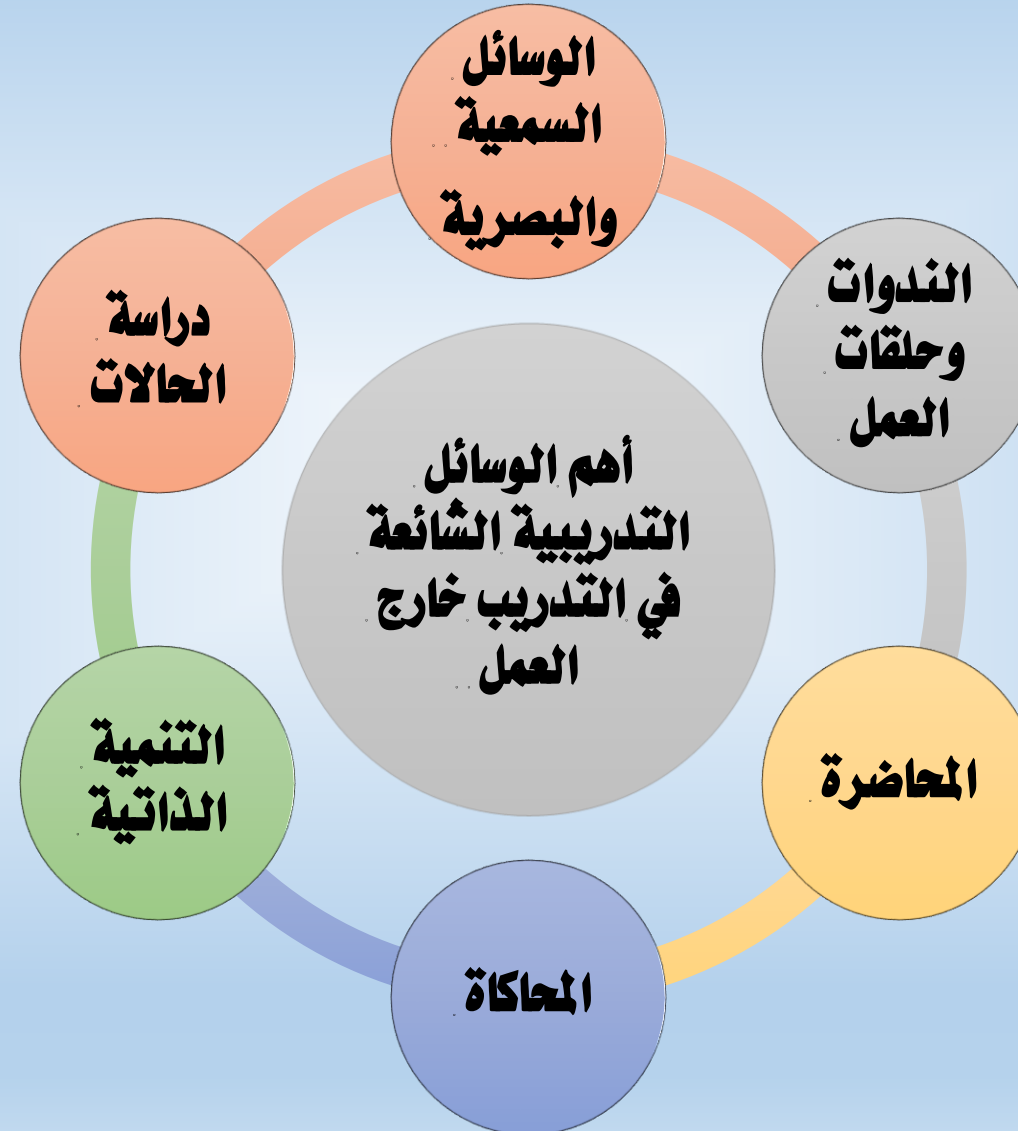 الوسائل
السمعية
والبصرية
الندوات
وحلقات
العمل
دراسة
الحالات
أهم الوسائل
التدريبية الشائعة
في التدريب خارج
العمل
المحاضرة
التنمية
الذاتية
المحاكاة